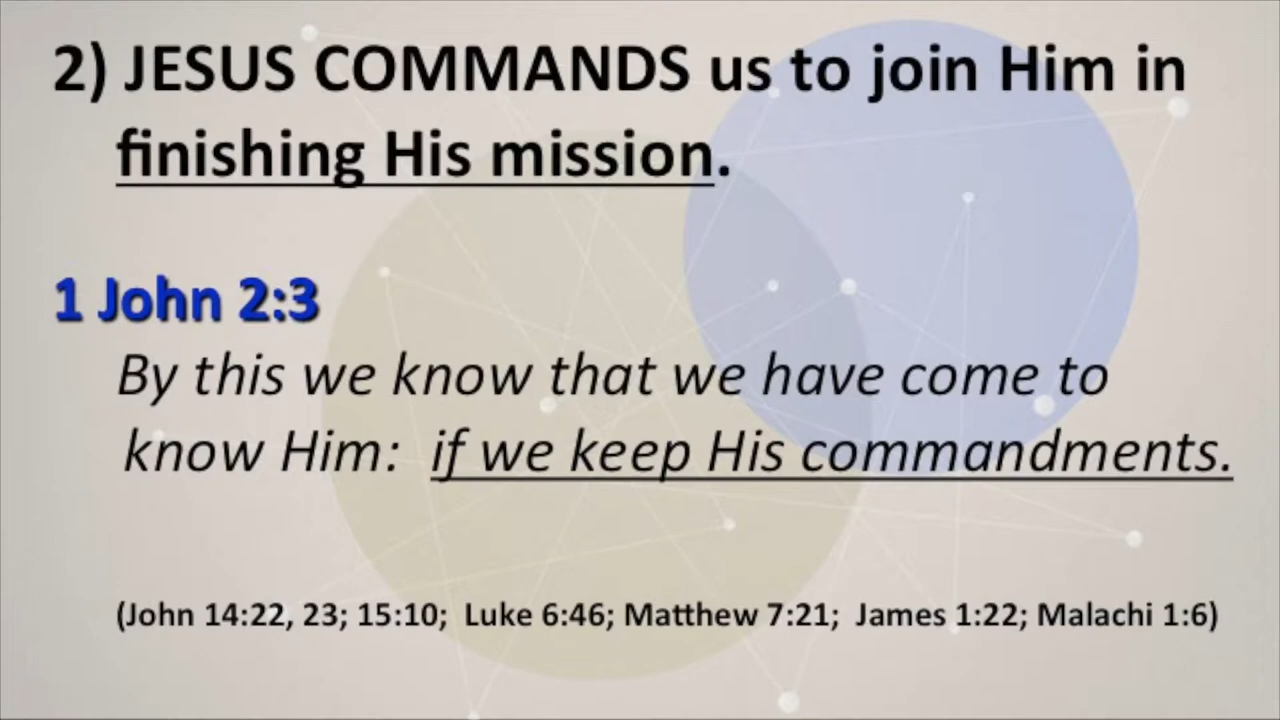 2) JESUS COMMANDS us to join Him in
finishing His mission.
1 John 2:3
By this we know that we have come to
know Him: if we keep His commandments.
(John 14:22, 23; 15:10; Luke 6:46; Matthew 7:21; James 1:22; Malachi 1:6)